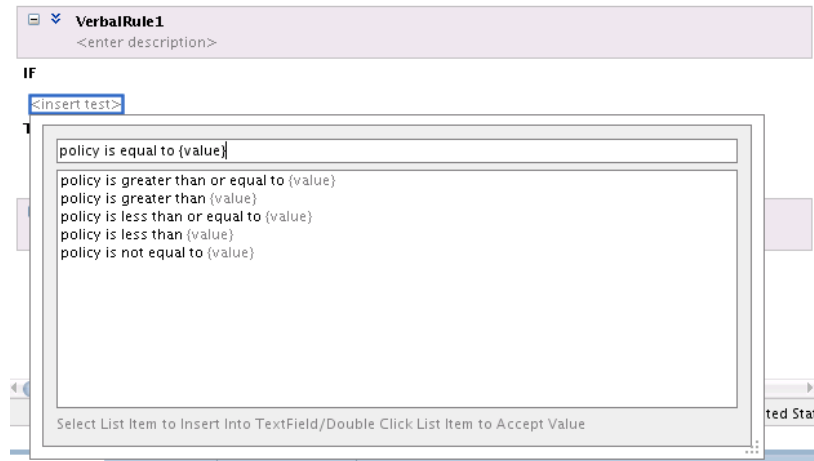 VerbalRule1
<enter description>
IF
<insert test>
T
policy is equal to {value}
policy is greater than or equal to {value}
policy is greater than {value}
policy is less than or equal to {value}
policy is less than {value}
policy is not equal to {value}
Select List Item to Insert Into TextField/Double Click List Item to Accept Value